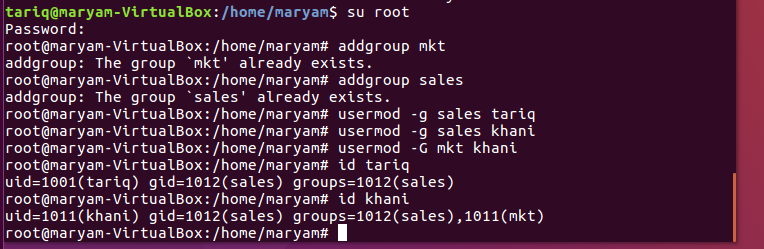 tariq@maryam-VirtualBox:/home/maryam$ su root
Password:
root@maryam-VirtualBox:/home/maryam# addgroup mkt
addgroup: The group `mkt' already exists.
root@maryam-VirtualBox:/home/maryam# addgroup sales
addgroup: The group `sales' already exists.
root@maryam-VirtualBox:/home/maryam# usermod -g sales tariq
root@maryam-VirtualBox:/home/maryam# usermod -g sales khani
root@maryam-VirtualBox:/home/maryam# usermod -G mkt khani
root@maryam-VirtualBox:/home/maryam# id tariq
uid=1001(tariq) gid=1012(sales) groups=1012(sales)
root@maryam-VirtualBox:/home/maryam# id khani
uid=1011(khani) gid=1012(sales) groups=1012(sales),1011(mkt)
root@maryam-VirtualBox:/home/maryam#